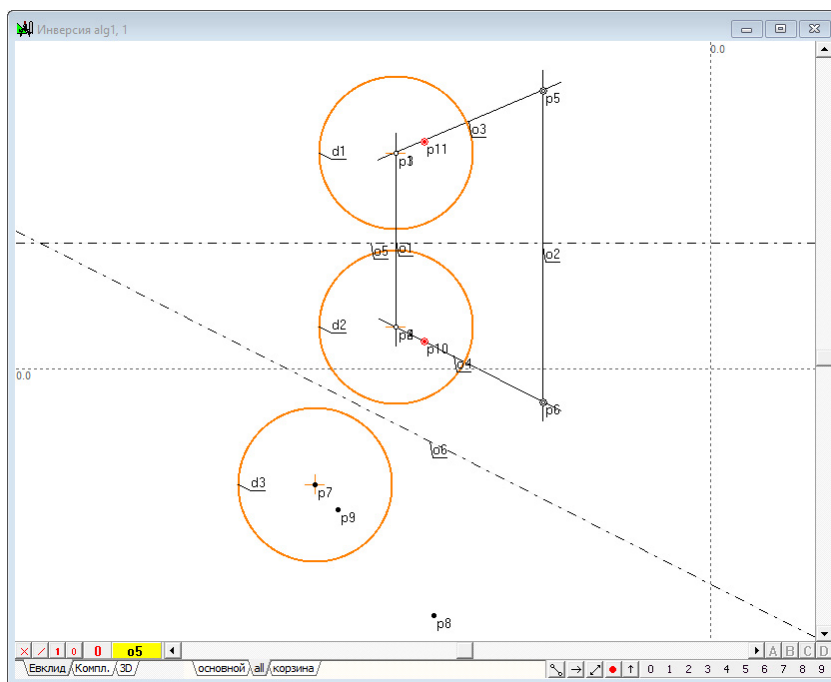 Инверсия alg1, 1
0.0
p5
o3
p11
d1
p1
o5
o1
o2
d2
p10
0.0
o4
p6
o6
d3
p7
p9
p8
0 o5 A B C D
Евклид Компл. 3D основной all корзина 0 1 2 3 4 5 6 7 8 9